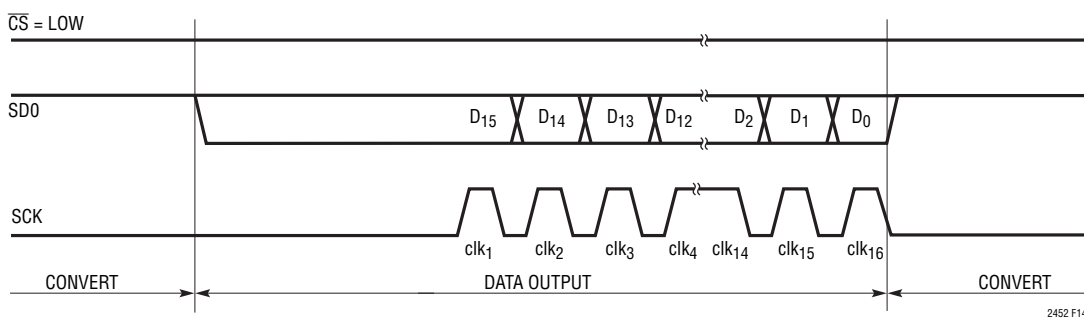 CS = LOW
SD0
D15 D14 D13 D12 D2 D1 D0
SCK
clk1 clk2 clk3 clk4 clk14 clk15 clk16
CONVERT DATA OUTPUT CONVERT
2452 F14